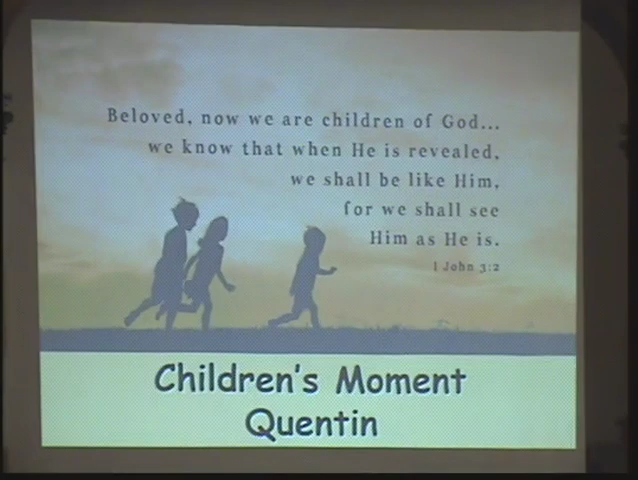 Beloved, now we are children of God...
we know that when He is revealed,
we shall be like Him,
for we shall see
Him as He is.
1 John 3:2
Children's Moment
Quentin